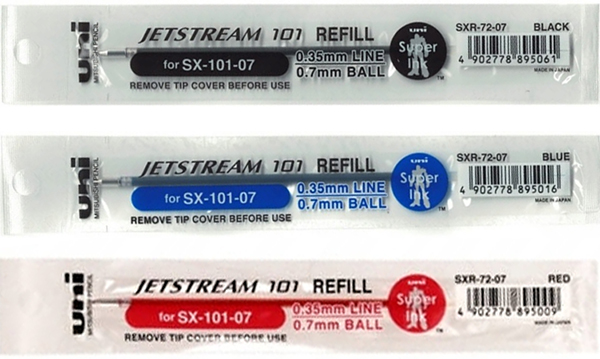 uni
MITSUBISHI PENCIL
JETSTREAM 101 REFILL
for SX-101-07
0.35mm LINE
0.7mm BALL
REMOVE TIP COVER BEFORE USE
uni
Super
Ink
TM
SXR-72-07 BLACK
4 902778 895061
MADE IN JAPAN
uni
MITSUBISHI PENCIL
JETSTREAM 101 REFILL
for SX-101-07
0.35mm LINE
0.7mm BALL
REMOVE TIP COVER BEFORE USE
uni
Super
Ink
TM
SXR-72-07 BLUE
4 902778 895016
MADE IN JAPAN
uni
MITSUBISHI PENCIL
JETSTREAM 101 REFILL
for SX-101-07
0.35mm LINE
0.7mm BALL
REMOVE TIP COVER BEFORE USE
uni
Super
Ink
TM
SXR-72-07 RED
4 902778 895009
MADE IN JAPAN